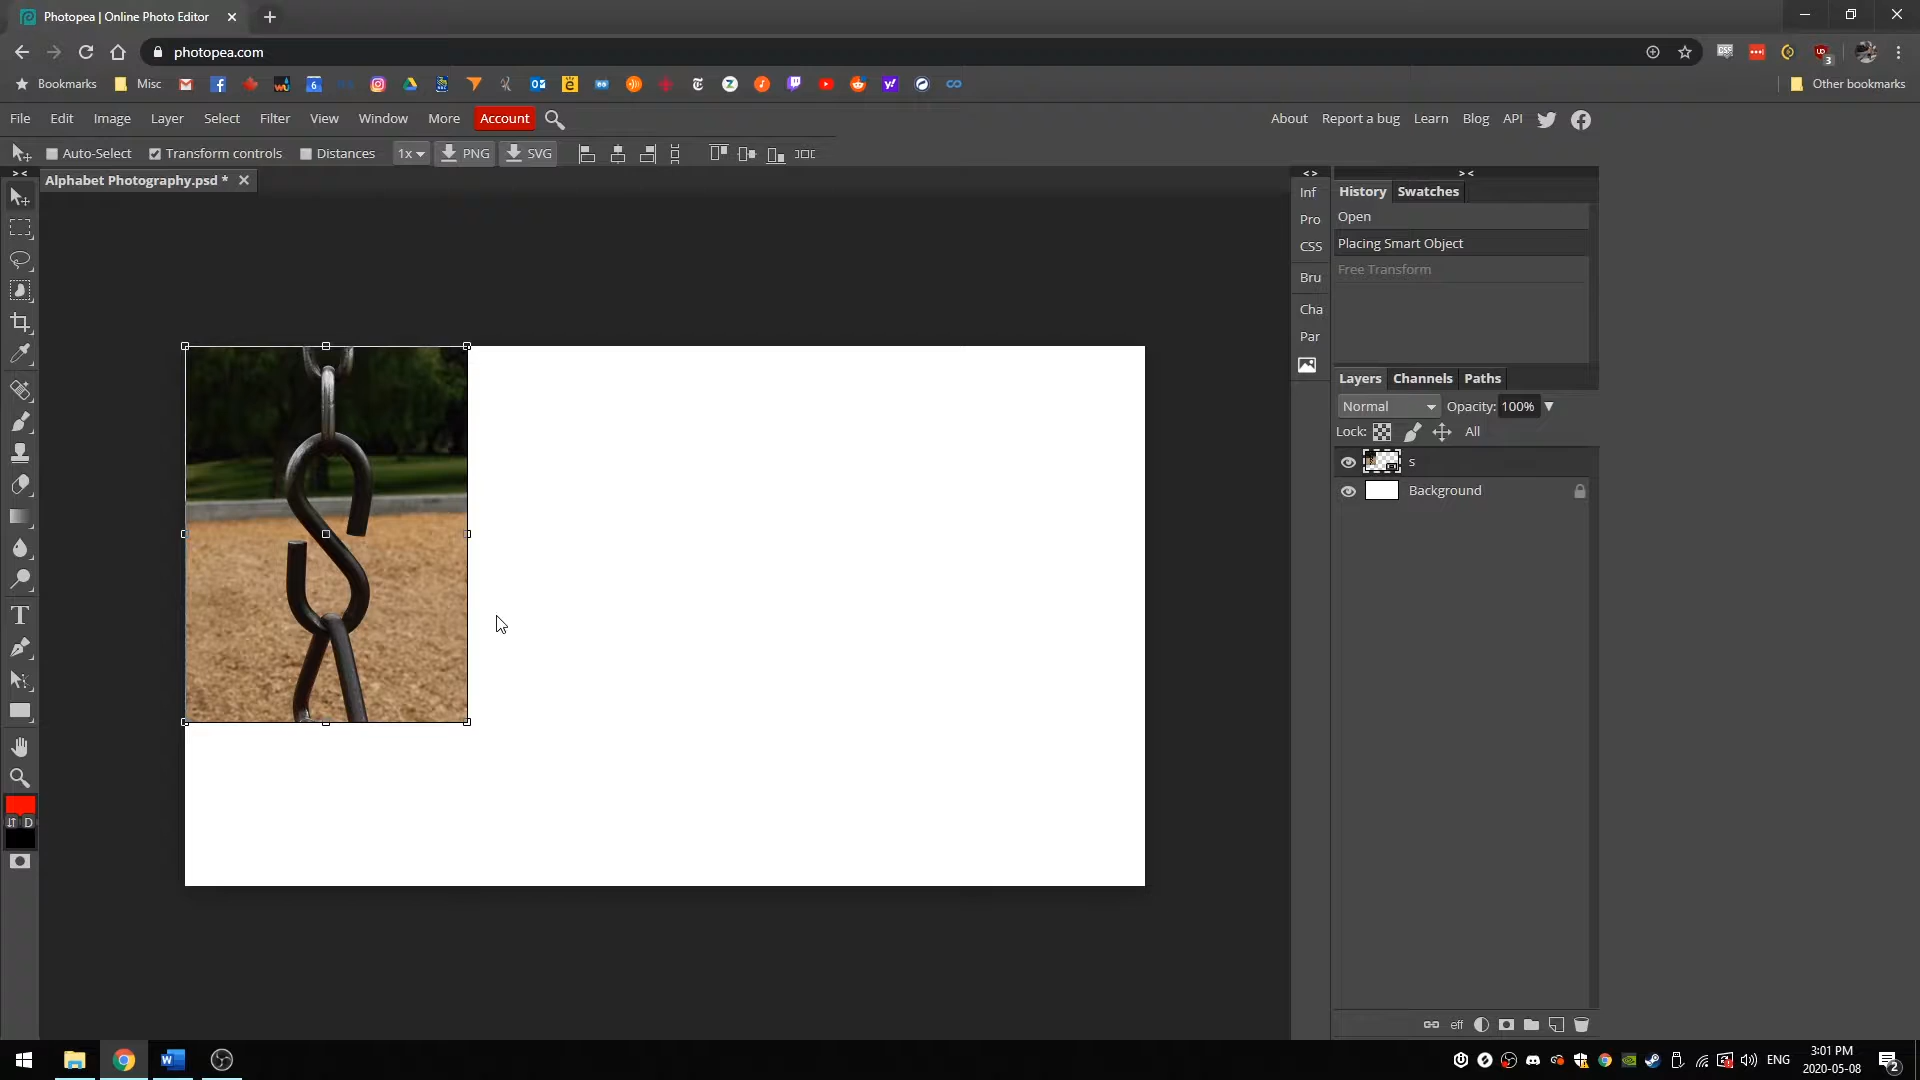 Photopea | Online Photo Editor
photopea.com
Bookmarks Misc Other bookmarks
File Edit Image Layer Select Filter View Window More Account About Report a bug Learn Blog API
Auto-Select Transform controls Distances 1x PNG SVG
Alphabet Photography.psd *
Inf
Pro
CSS
Bru
Cha
Par
History Swatches
Open
Placing Smart Object
Free Transform
Layers Channels Paths
Normal Opacity: 100%
Lock: All
s
Background
T
D
eff
ENG
3:01 PM
2020-05-08
2